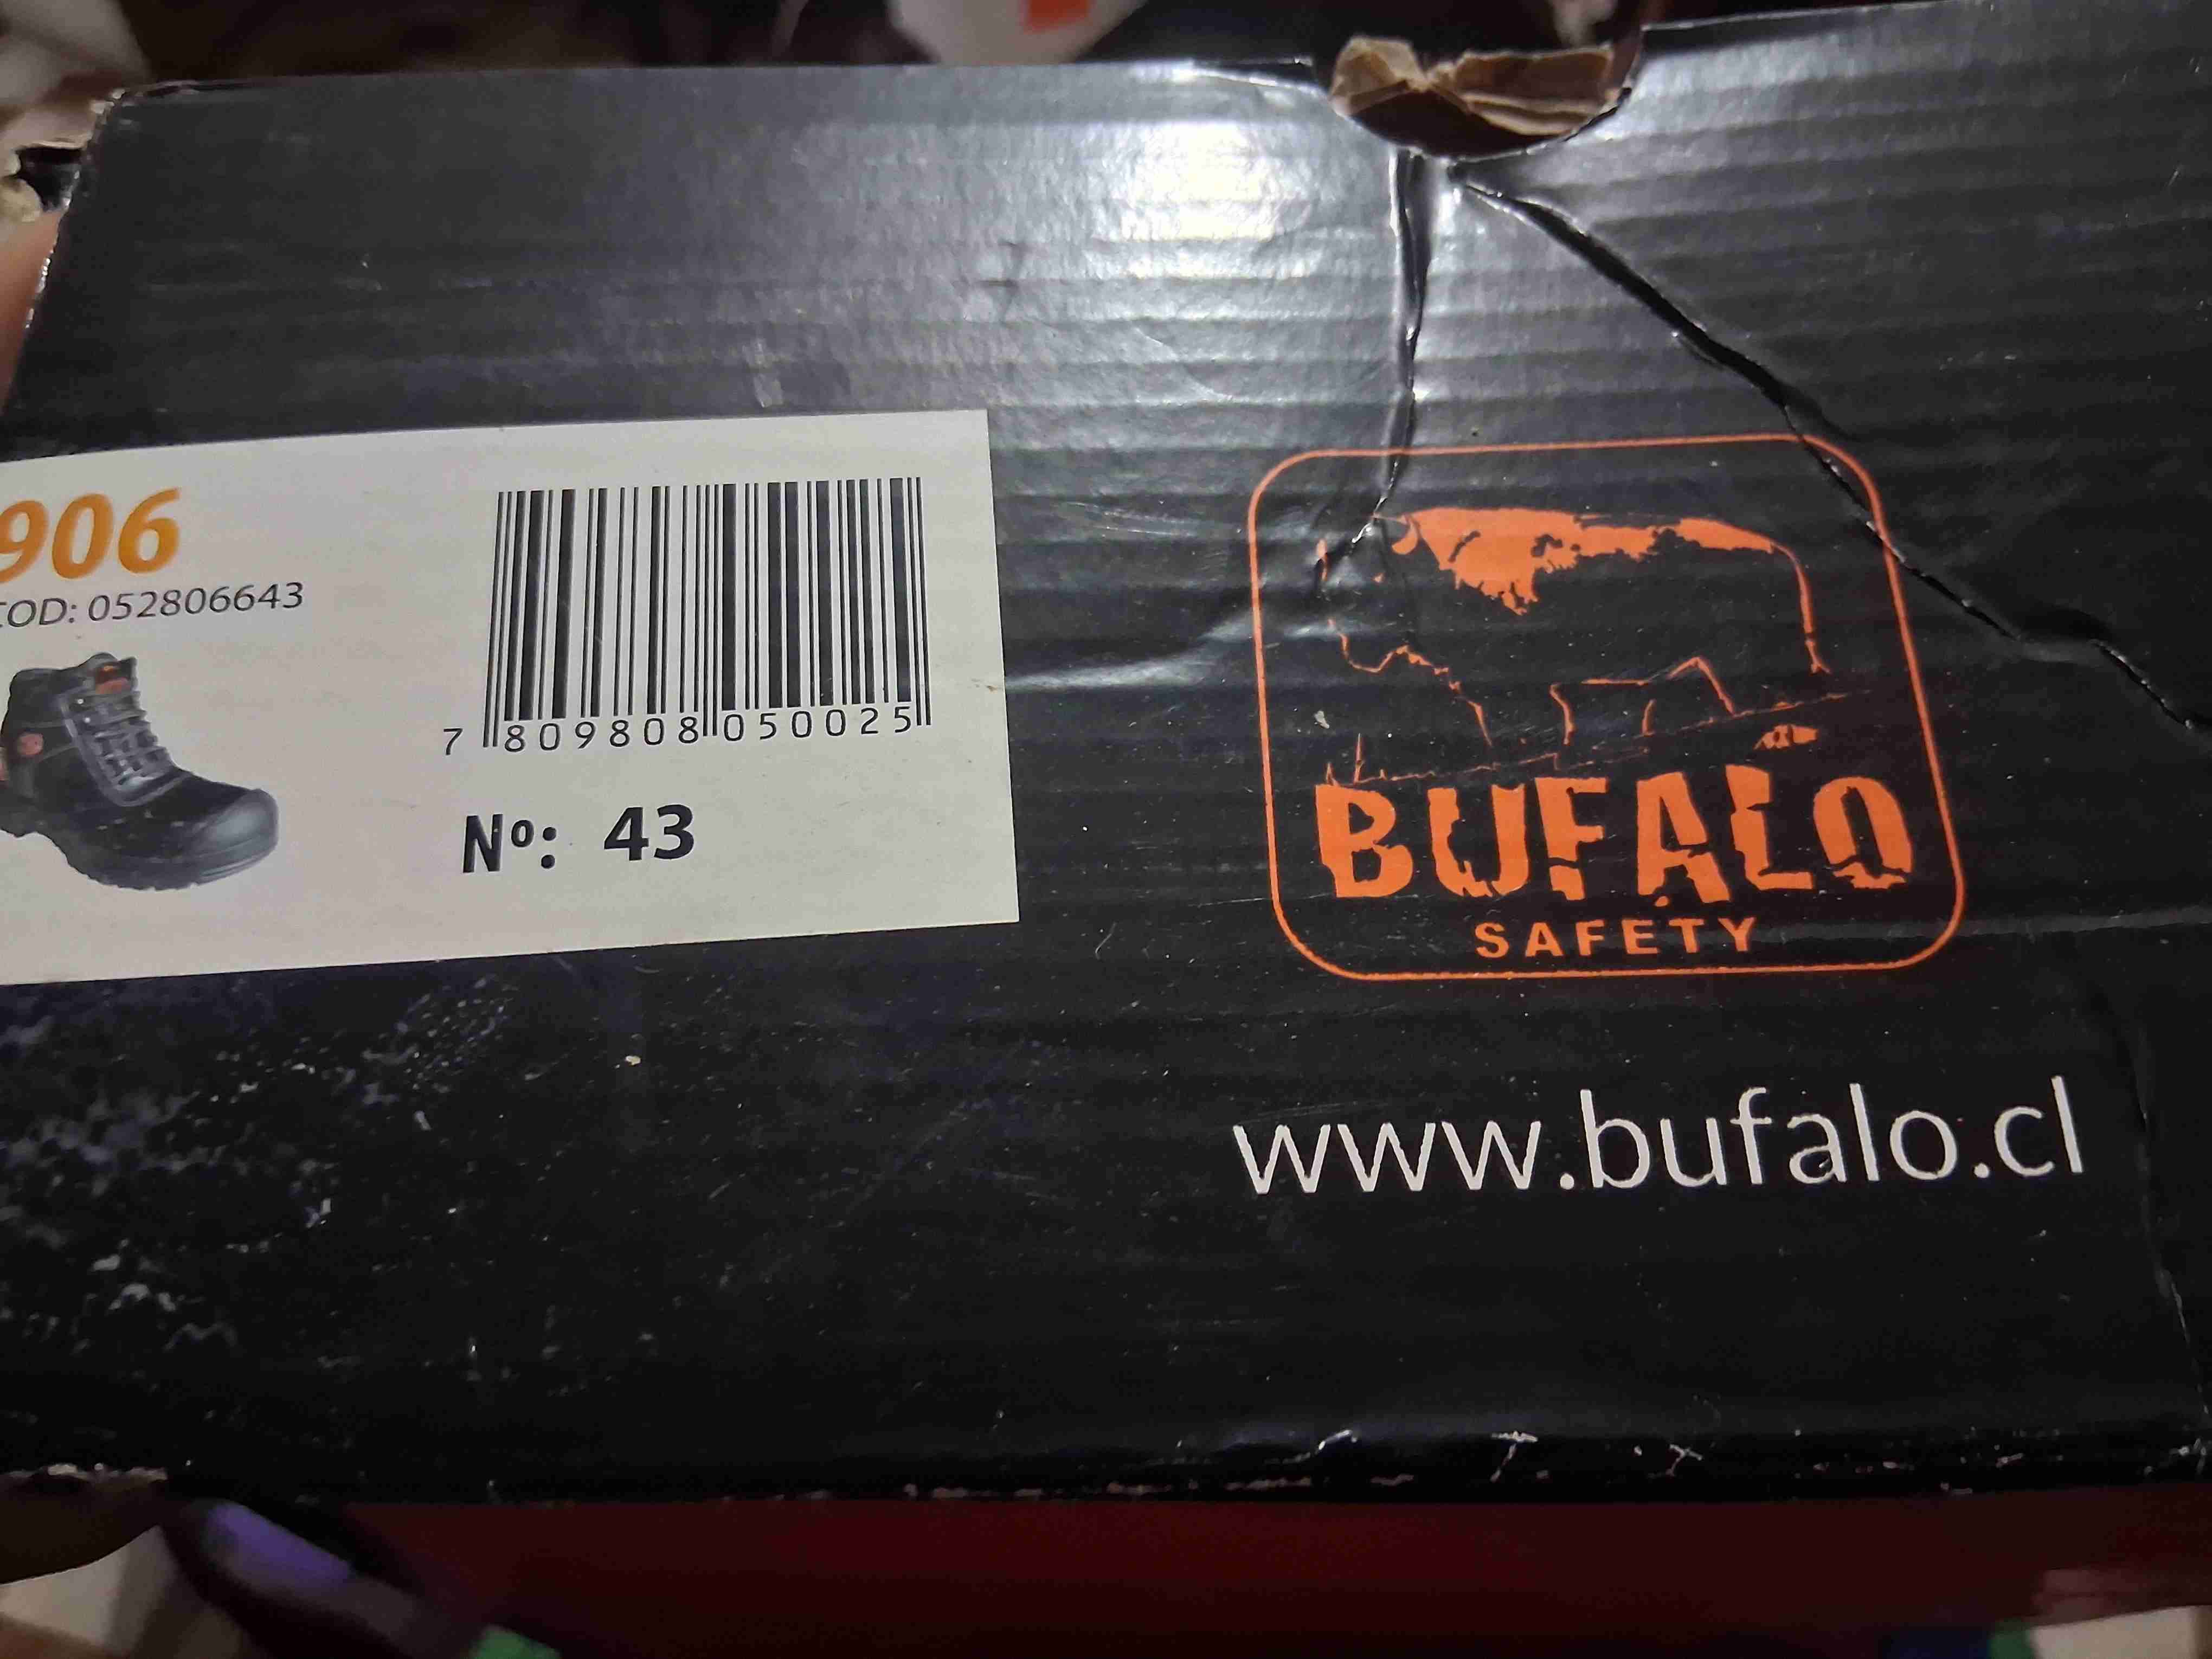 906
COD: 052806643
7 809808 050025
Nº: 43
BUFALO
SAFETY
www.bufalo.cl